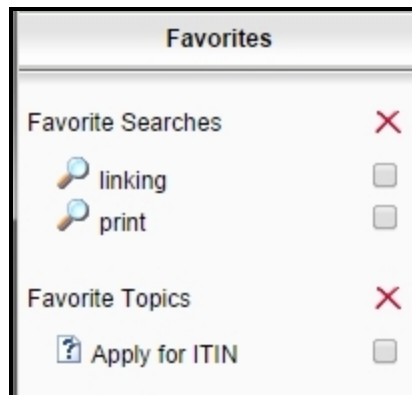 Favorites
Favorite Searches
linking
print
Favorite Topics
Apply for ITIN